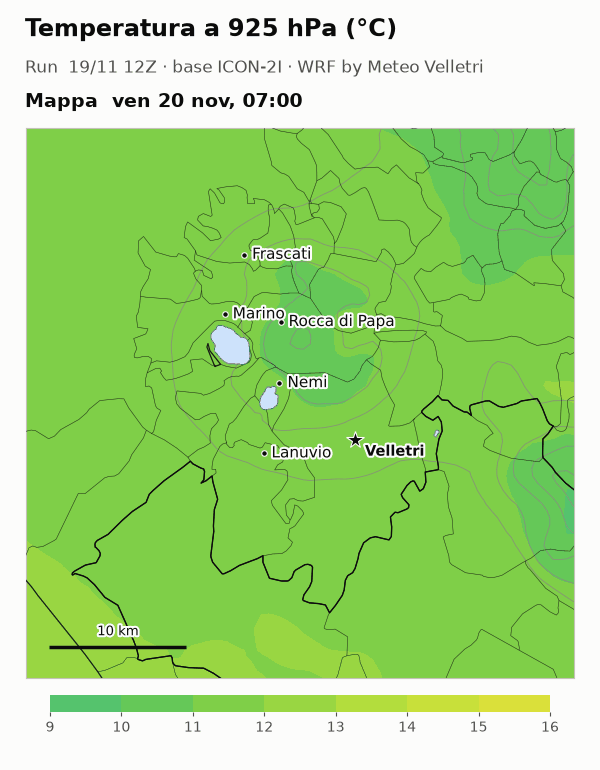 Temperatura a 925 hPa (°C)
Run  19/11 12Z · base ICON-2I · WRF by Meteo Velletri
Mappa  ven 20 nov, 07:00
Frascati
Marino
Rocca di Papa
Nemi
Velletri
Lanuvio
10 km
9 10 11 12 13 14 15 16